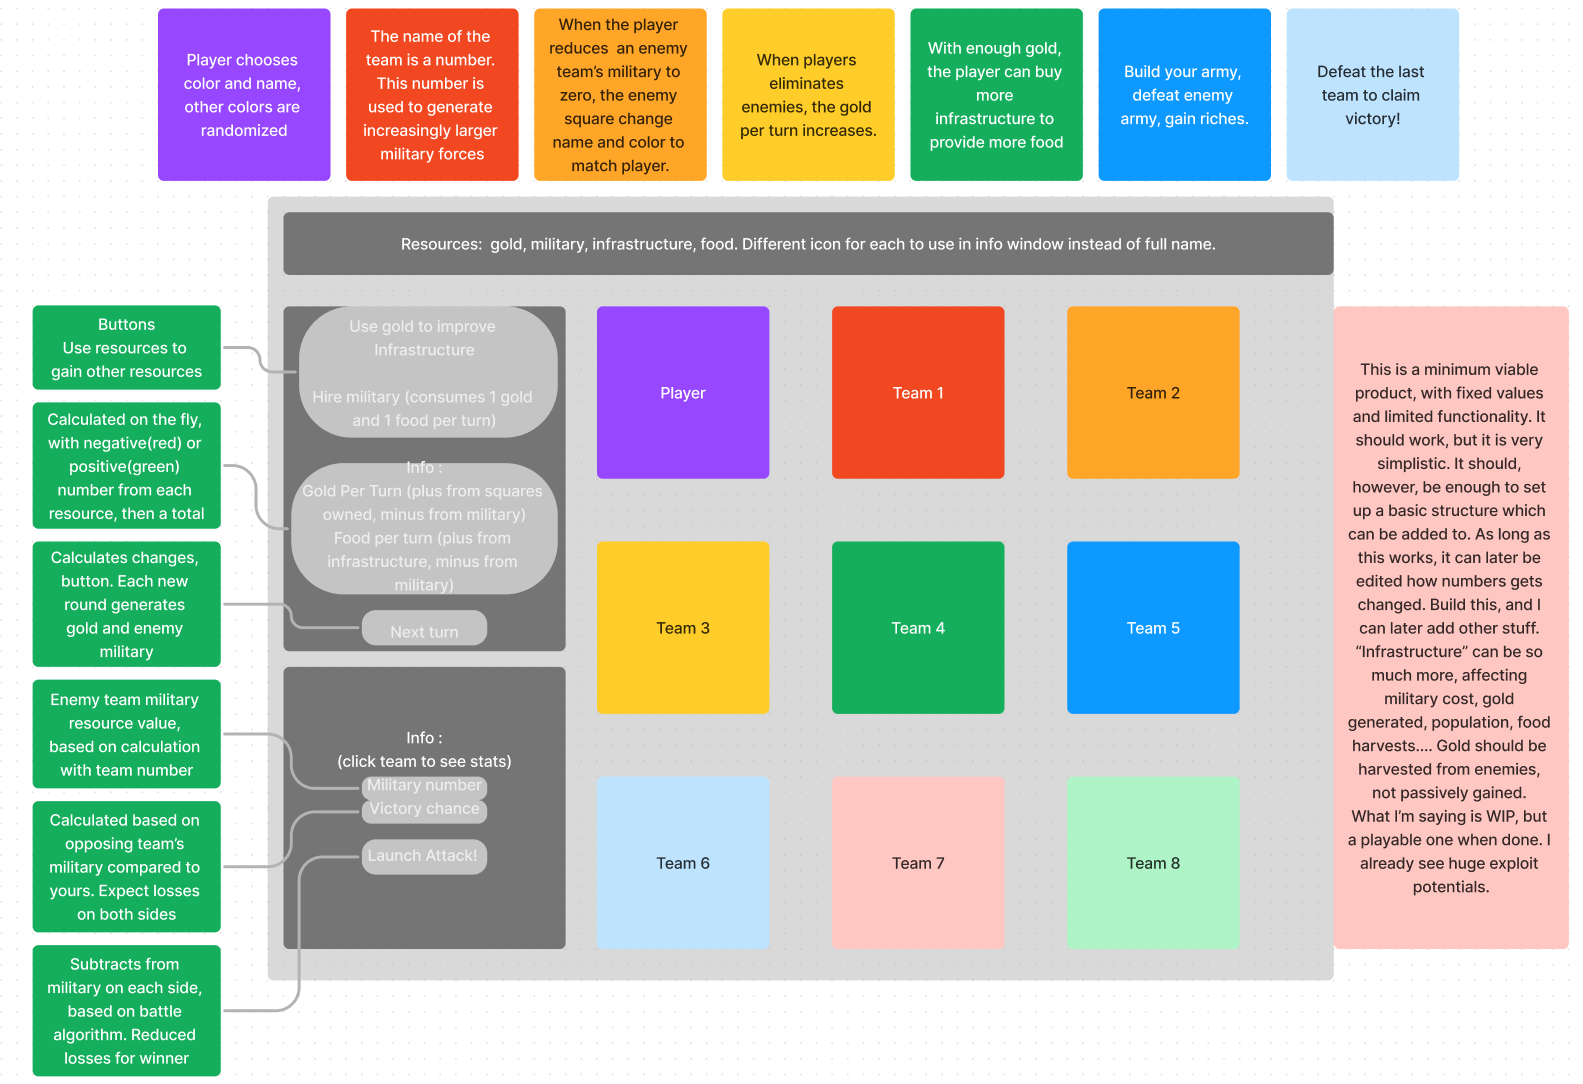 Player chooses
color and name,
other colors are
randomized
The name of the
team is a number.
This number is
used to generate
increasingly larger
military forces
When the player
reduces an enemy
team's military to
zero, the enemy
square change
name and color to
match player.
When players
eliminates
enemies, the gold
per turn increases.
With enough gold,
the player can buy
more
infrastructure to
provide more food
Build your army,
defeat enemy
army, gain riches.
Defeat the last
team to claim
victory!
Resources: gold, military, infrastructure, food. Different icon for each to use in info window instead of full name.
Buttons
Use resources to
gain other resources
Calculated on the fly,
with negative(red) or
positive(green)
number from each
resource, then a total
Calculates changes,
button. Each new
round generates
gold and enemy
military
Enemy team military
resource value,
based on calculation
with team number
Calculated based on
opposing team's
military compared to
yours. Expect losses
on both sides
Subtracts from
military on each side,
based on battle
algorithm. Reduced
losses for winner
Use gold to improve
Infrastructure
Hire military (consumes 1 gold
and 1 food per turn)
Info :
Gold Per Turn (plus from squares
owned, minus from military)
Food per turn (plus from
infrastructure, minus from
military)
Next turn
Info :
(click team to see stats)
Military number
Victory chance
Launch Attack!
Player
Team 1
Team 2
Team 3
Team 4
Team 5
Team 6
Team 7
Team 8
This is a minimum viable
product, with fixed values
and limited functionality. It
should work, but it is very
simplistic. It should,
however, be enough to set
up a basic structure which
can be added to. As long as
this works, it can later be
edited how numbers gets
changed. Build this, and I
can later add other stuff.
“Infrastructure” can be so
much more, affecting
military cost, gold
generated, population, food
harvests.... Gold should be
harvested from enemies,
not passively gained.
What I'm saying is WIP, but
a playable one when done. I
already see huge exploit
potentials.